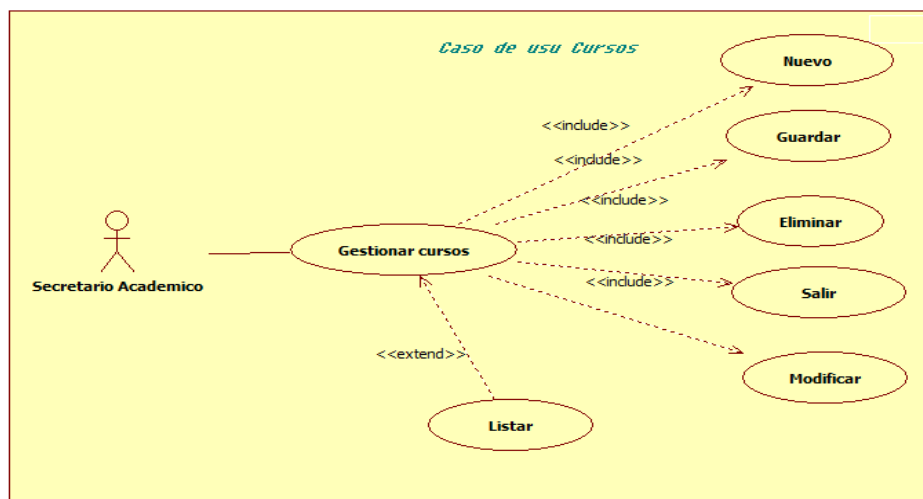 Caso de usu Cursos
Nuevo
<<include>>
Guardar
<<include>>
<<include>>
Eliminar
<<include>>
Gestionar cursos
Secretario Academico
<<include>>
Salir
<<extend>>
Modificar
Listar